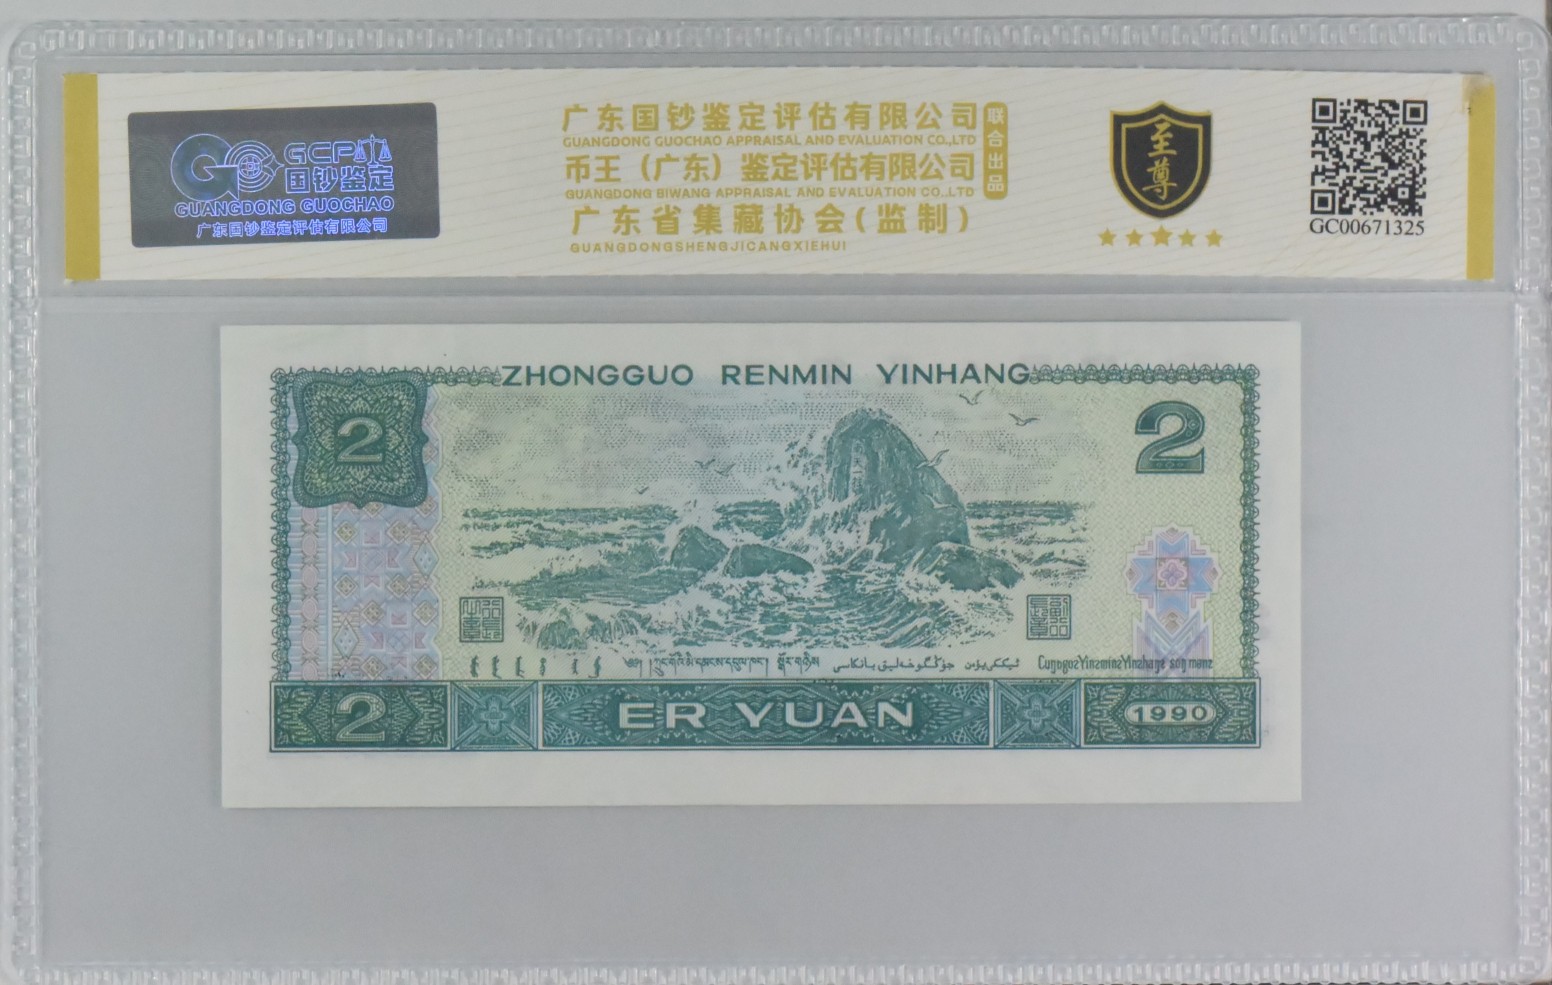 GCP
国钞鉴定
GUANGDONG GUOCHAO
广东国钞鉴定评估有限公司
广东国钞鉴定评估有限公司
GUANGDONG GUOCHAO APPRAISAL AND EVALUATION CO.,LTD
币王（广东）鉴定评估有限公司
GUANGDONG BIWANG APPRAISAL AND EVALUATION CO.,LTD
广东省集藏协会(监制)
GUANGDONGSHENGJICANGXIEHUI
联合出品
至尊
GC00671325
ZHONGGUO RENMIN YINHANG
2
2
Cuŋƅgoz Yinzminz Yinzhaŋƨ soŋ maƨnz
2
ER YUAN
1990